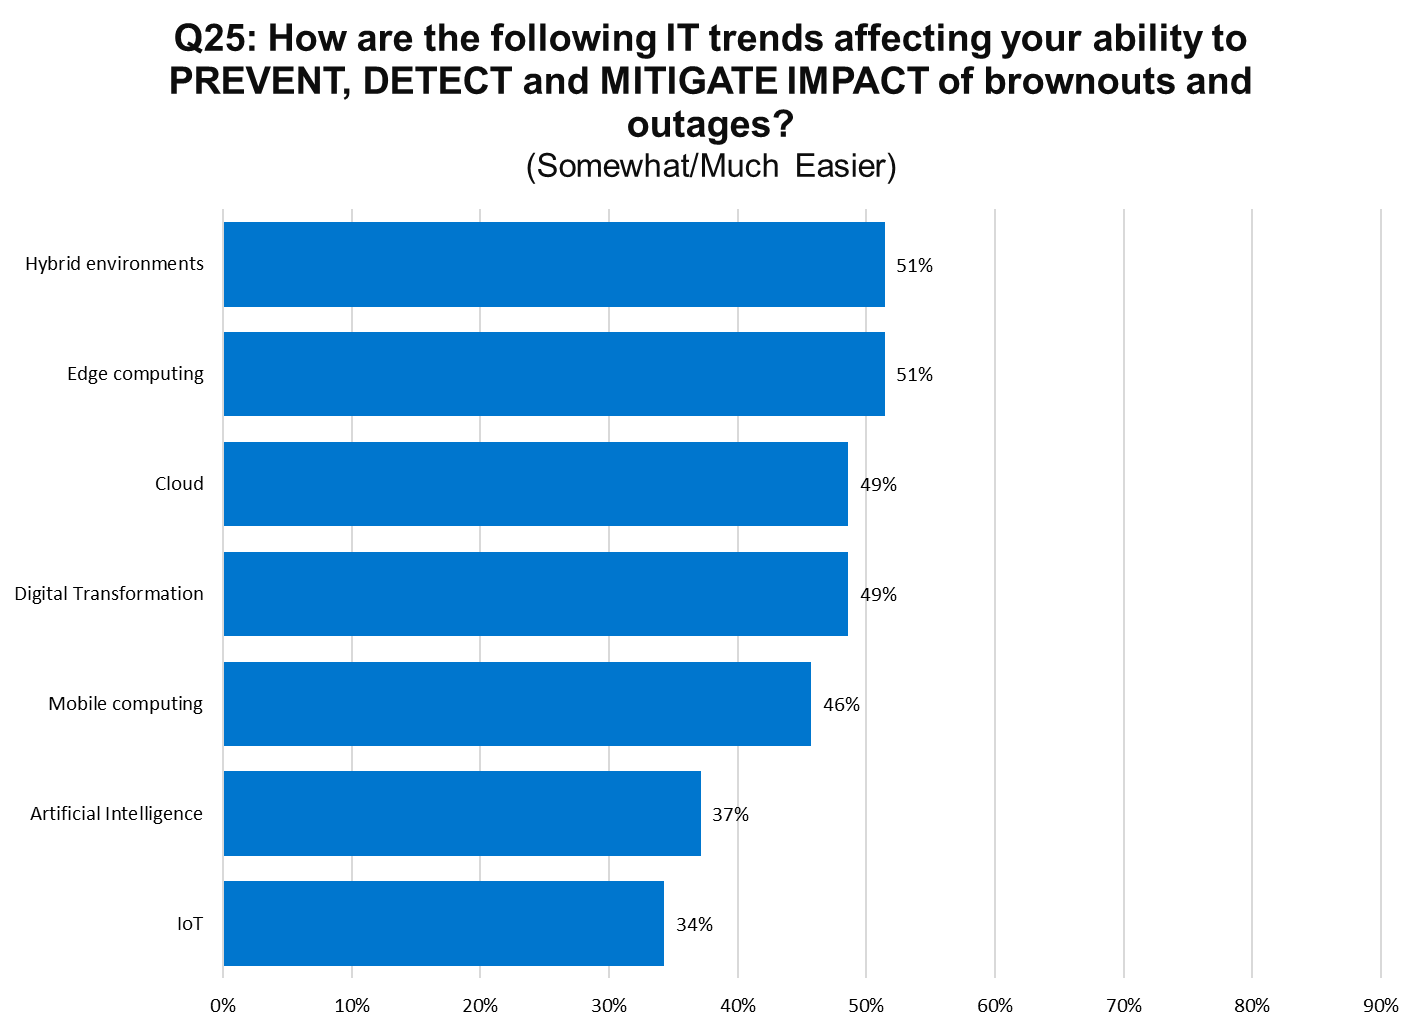 Q25: How are the following IT trends affecting your ability to
PREVENT, DETECT and MITIGATE IMPACT of brownouts and
outages?
(Somewhat/Much Easier)
Hybrid environments 51%
Edge computing 51%
Cloud 49%
Digital Transformation 49%
Mobile computing 46%
Artificial Intelligence 37%
IoT 34%
0% 10% 20% 30% 40% 50% 60% 70% 80% 90%